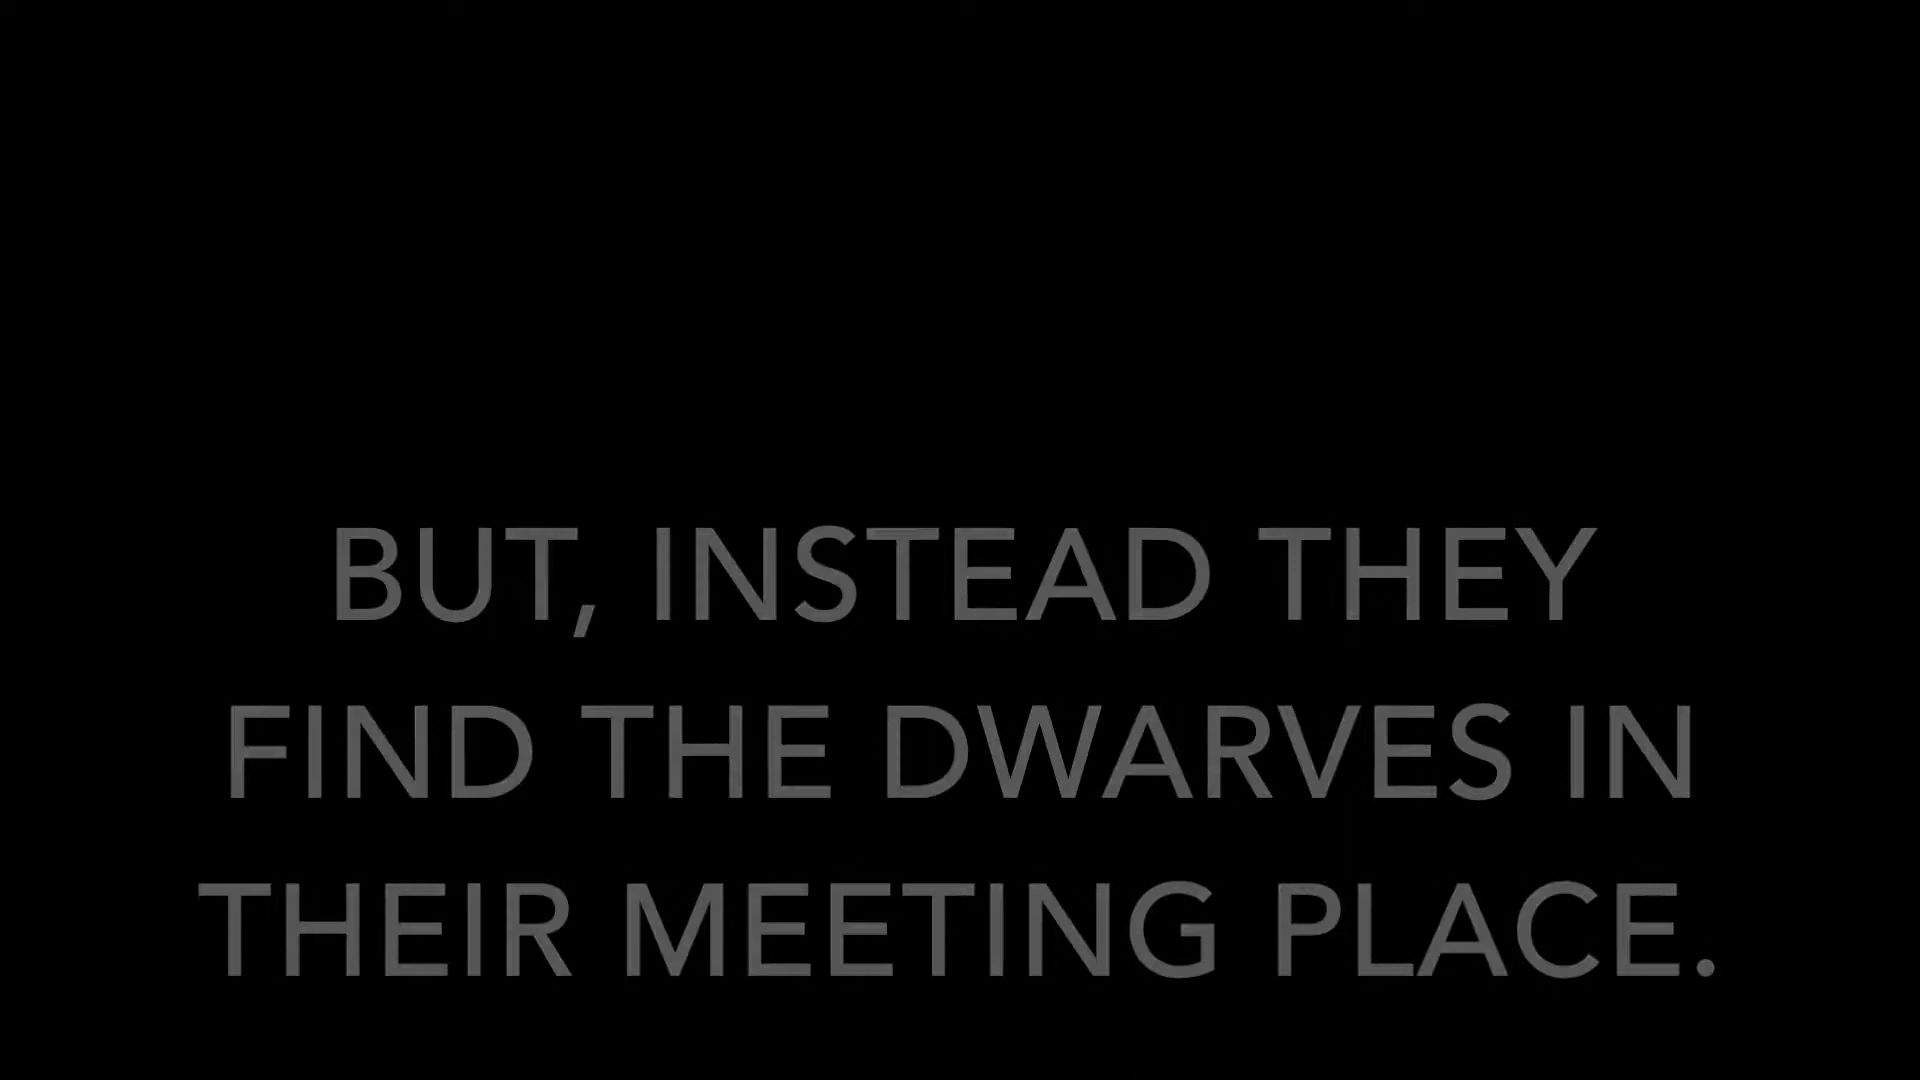 BUT, INSTEAD THEY
FIND THE DWARVES IN
THEIR MEETING PLACE.